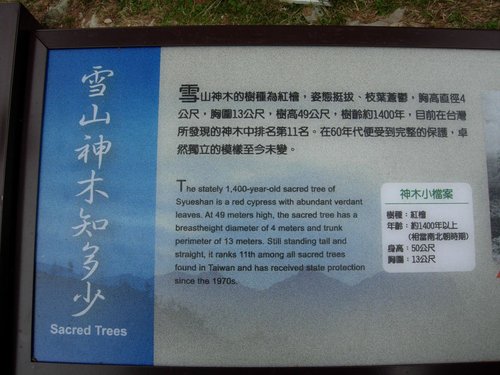 雪山神木知多少
Sacred Trees
雪山神木的樹種為紅檜，姿態挺拔、枝葉蒼鬱，胸高直徑4
公尺，胸圍13公尺，樹高49公尺，樹齡約1400年，目前在台灣
所發現的神木中排名第11名。在60年代便受到完整的保護，卓
然獨立的模樣至今未變。
The stately 1,400-year-old sacred tree of
Syueshan is a red cypress with abundant verdant
leaves. At 49 meters high, the sacred tree has a
breastheight diameter of 4 meters and trunk
perimeter of 13 meters. Still standing tall and
straight, it ranks 11th among all sacred trees
found in Taiwan and has received state protection
since the 1970s.
神木小檔案
樹種：紅檜
年齡：約1400年以上
(相當南北朝時期)
身高：50公尺
胸圍：13公尺